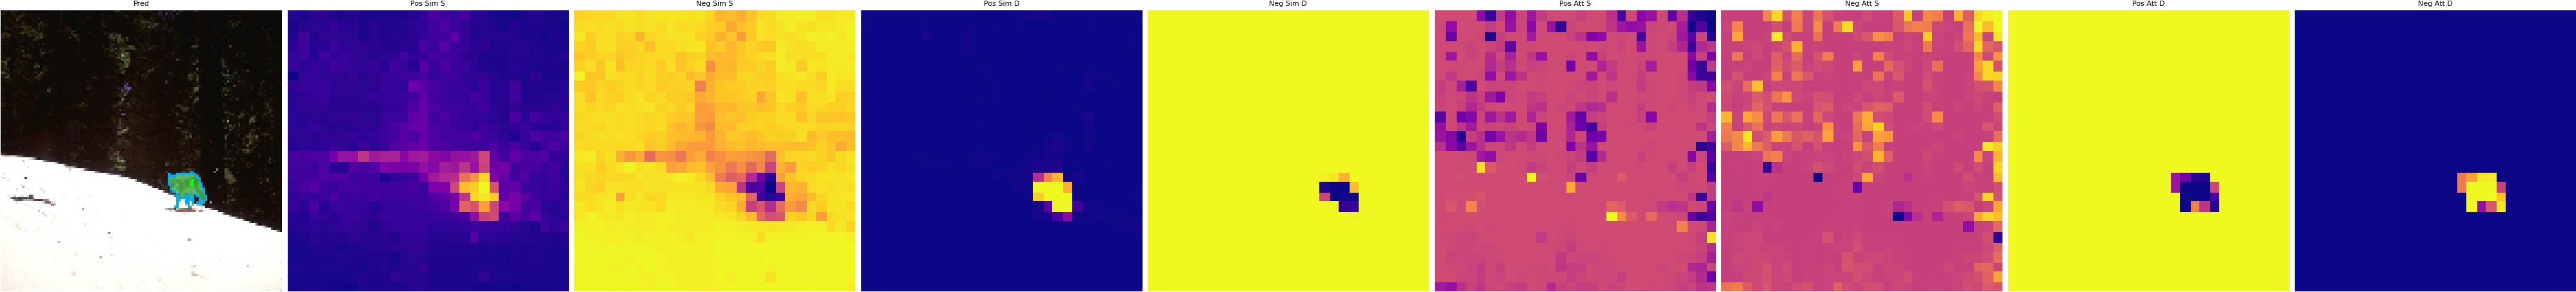 Pred
Pos Sim S
Neg Sim S
Pos Sim D
Neg Sim D
Pos Att S
Neg Att S
Pos Att D
Neg Att D